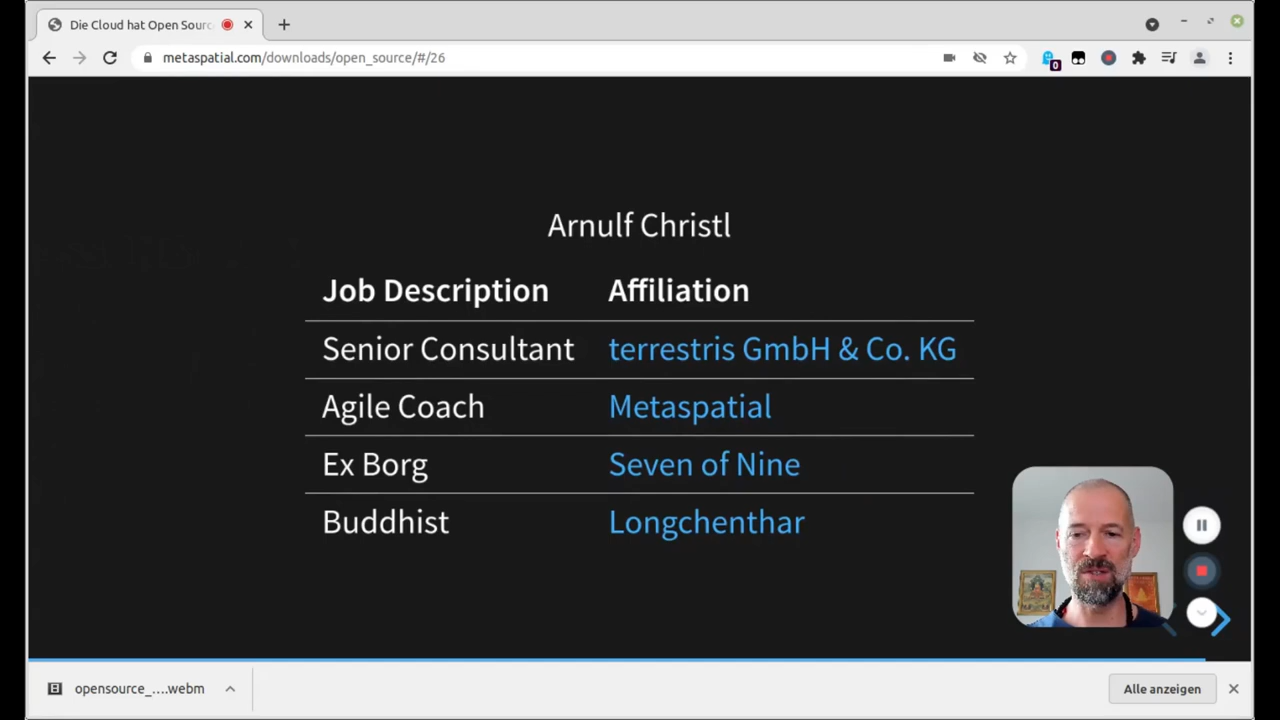 Die Cloud hat Open Sourc
metaspatial.com/downloads/open_source/#/26
0
Arnulf Christl
Job Description Affiliation
Senior Consultant terrestris GmbH & Co. KG
Agile Coach Metaspatial
Ex Borg Seven of Nine
Buddhist Longchenthar
opensource_....webm
Alle anzeigen